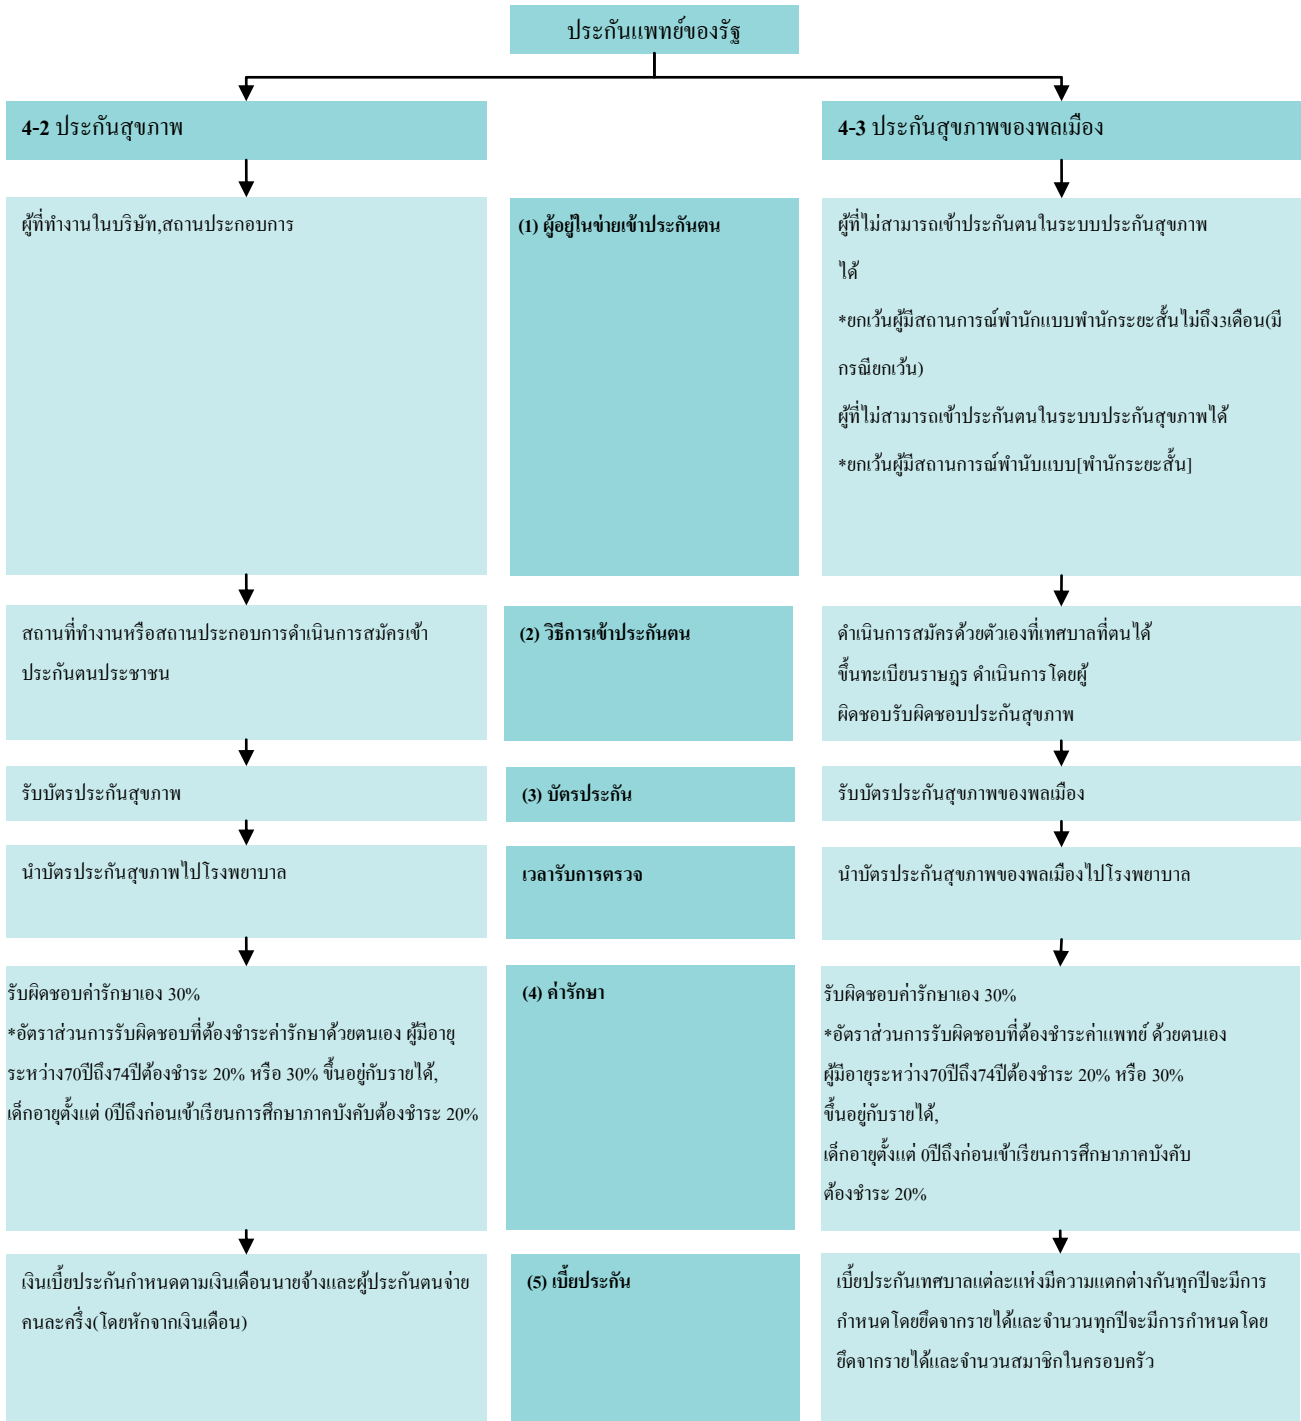 ประกันแพทย์ของรัฐ
4-2 ประกันสุขภาพ
4-3 ประกันสุขภาพของพลเมือง
ผู้ที่ทำงานในบริษัท,สถานประกอบการ
(1) ผู้อยู่ในข่ายเข้าประกันตน
ผู้ที่ไม่สามารถเข้าประกันตนในระบบประกันสุขภาพ
ได้
*ยกเว้นผู้มีสถานการณ์พำนักแบบพำนักระยะสั้นไม่ถึง3เดือน(มี
กรณียกเว้น)
ผู้ที่ไม่สามารถเข้าประกันตนในระบบประกันสุขภาพได้
*ยกเว้นผู้มีสถานการณ์พำนับแบบ[พำนักระยะสั้น]
สถานที่ทำงานหรือสถานประกอบการดำเนินการสมัครเข้า
ประกันตนประชาชน
(2) วิธีการเข้าประกันตน
ดำเนินการสมัครด้วยตัวเองที่เทศบาลที่ตนได้
ขึ้นทะเบียนราษฎร ดำเนินการโดยผู้
ผิดชอบรับผิดชอบประกันสุขภาพ
รับบัตรประกันสุขภาพ
(3) บัตรประกัน
รับบัตรประกันสุขภาพของพลเมือง
นำบัตรประกันสุขภาพไปโรงพยาบาล
เวลารับการตรวจ
นำบัตรประกันสุขภาพของพลเมืองไปโรงพยาบาล
รับผิดชอบค่ารักษาเอง 30%
*อัตราส่วนการรับผิดชอบที่ต้องชำระค่ารักษาด้วยตนเอง ผู้มีอายุ
ระหว่าง70ปีถึง74ปีต้องชำระ 20% หรือ 30% ขึ้นอยู่กับรายได้,
เด็กอายุตั้งแต่ 0ปีถึงก่อนเข้าเรียนการศึกษาภาคบังคับต้องชำระ 20%
(4) ค่ารักษา
รับผิดชอบค่ารักษาเอง 30%
*อัตราส่วนการรับผิดชอบที่ต้องชำระค่าแพทย์ ด้วยตนเอง
ผู้มีอายุระหว่าง70ปีถึง74ปีต้องชำระ 20% หรือ 30%
ขึ้นอยู่กับรายได้,
เด็กอายุตั้งแต่ 0ปีถึงก่อนเข้าเรียนการศึกษาภาคบังคับ
ต้องชำระ 20%
เงินเบี้ยประกันกำหนดตามเงินเดือนนายจ้างและผู้ประกันตนจ่าย
คนละครึ่ง(โดยหักจากเงินเดือน)
(5) เบี้ยประกัน
เบี้ยประกันเทศบาลแต่ละแห่งมีความแตกต่างกันทุกปีจะมีการ
กำหนดโดยยึดจากรายได้และจำนวนทุกปีจะมีการกำหนดโดย
ยึดจากรายได้และจำนวนสมาชิกในครอบครัว